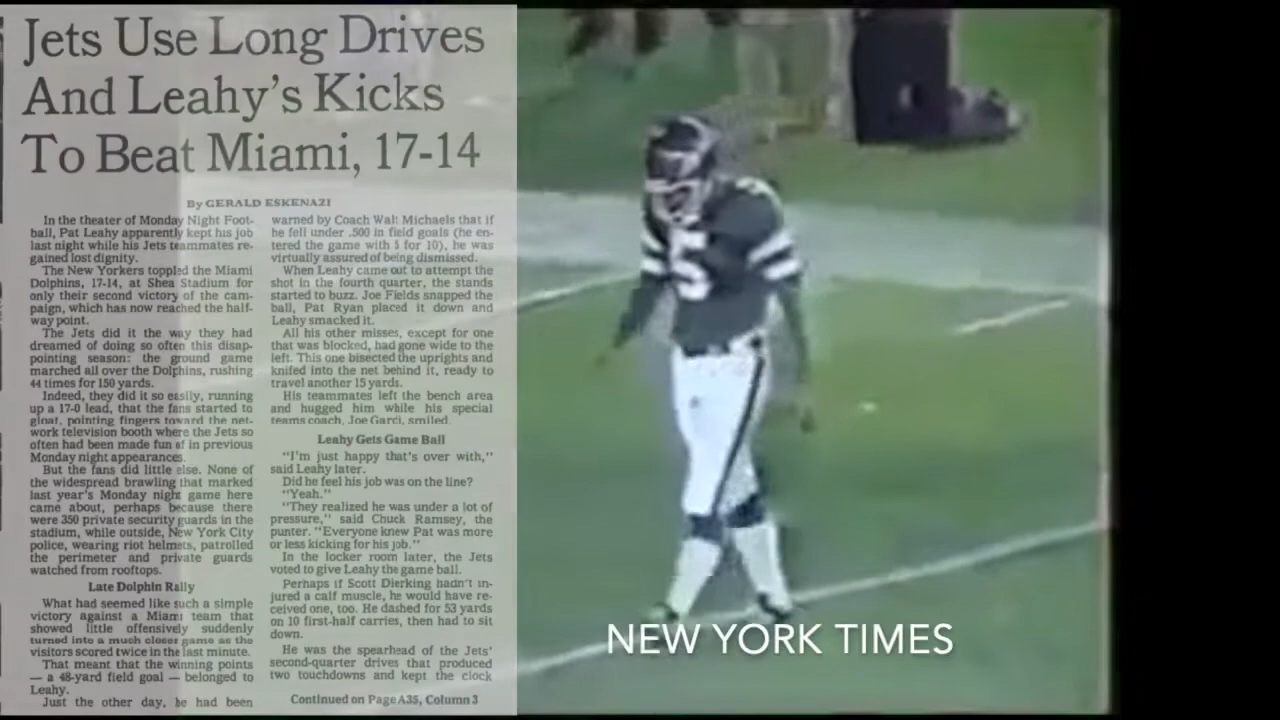 Jets Use Long Drives
And Leahy's Kicks
To Beat Miami, 17-14
By GERALD ESKENAZI
In the theater of Monday Night Foot-
ball, Pat Leahy apparently kept his job
last night while his Jets teammates re-
gained lost dignity.
The New Yorkers toppled the Miami
Dolphins, 17-14, at Shea Stadium for
only their second victory of the cam-
paign, which has now reached the half-
way point.
The Jets did it the way they had
dreamed of doing so often this disap-
pointing season: the ground game
marched all over the Dolphins, rushing
44 times for 150 yards.
Indeed, they did it so easily, running
up a 17-0 lead, that the fans started to
gloat, pointing fingers toward the net-
work television booth where the Jets so
often had been made fun of in previous
Monday night appearances.
But the fans did little else. None of
the widespread brawling that marked
last year's Monday night game here
came about, perhaps because there
were 350 private security guards in the
stadium, while outside, New York City
police, wearing riot helmets, patrolled
the perimeter and private guards
watched from rooftops.
Late Dolphin Rally
What had seemed like such a simple
victory against a Miami team that
showed little offensively suddenly
turned into a much closer game as the
visitors scored twice in the last minute.
That meant that the winning points
— a 48-yard field goal — belonged to
Leahy.
Just the other day, he had been
warned by Coach Walt Michaels that if
he fell under .500 in field goals (he en-
tered the game with 5 for 10), he was
virtually assured of being dismissed.
When Leahy came out to attempt the
shot in the fourth quarter, the stands
started to buzz. Joe Fields snapped the
ball, Pat Ryan placed it down and
Leahy smacked it.
All his other misses, except for one
that was blocked, had gone wide to the
left. This one bisected the uprights and
knifed into the net behind it, ready to
travel another 15 yards.
His teammates left the bench area
and hugged him while his special
teams coach, Joe Garci, smiled.
Leahy Gets Game Ball
"I'm just happy that's over with,"
said Leahy later.
Did he feel his job was on the line?
"Yeah."
"They realized he was under a lot of
pressure," said Chuck Ramsey, the
punter. "Everyone knew Pat was more
or less kicking for his job."
In the locker room later, the Jets
voted to give Leahy the game ball.
Perhaps if Scott Dierking hadn't in-
jured a calf muscle, he would have re-
ceived one, too. He dashed for 53 yards
on 10 first-half carries, then had to sit
down.
He was the spearhead of the Jets'
second-quarter drives that produced
two touchdowns and kept the clock
Continued on Page A35, Column 3
5
NEW YORK TIMES